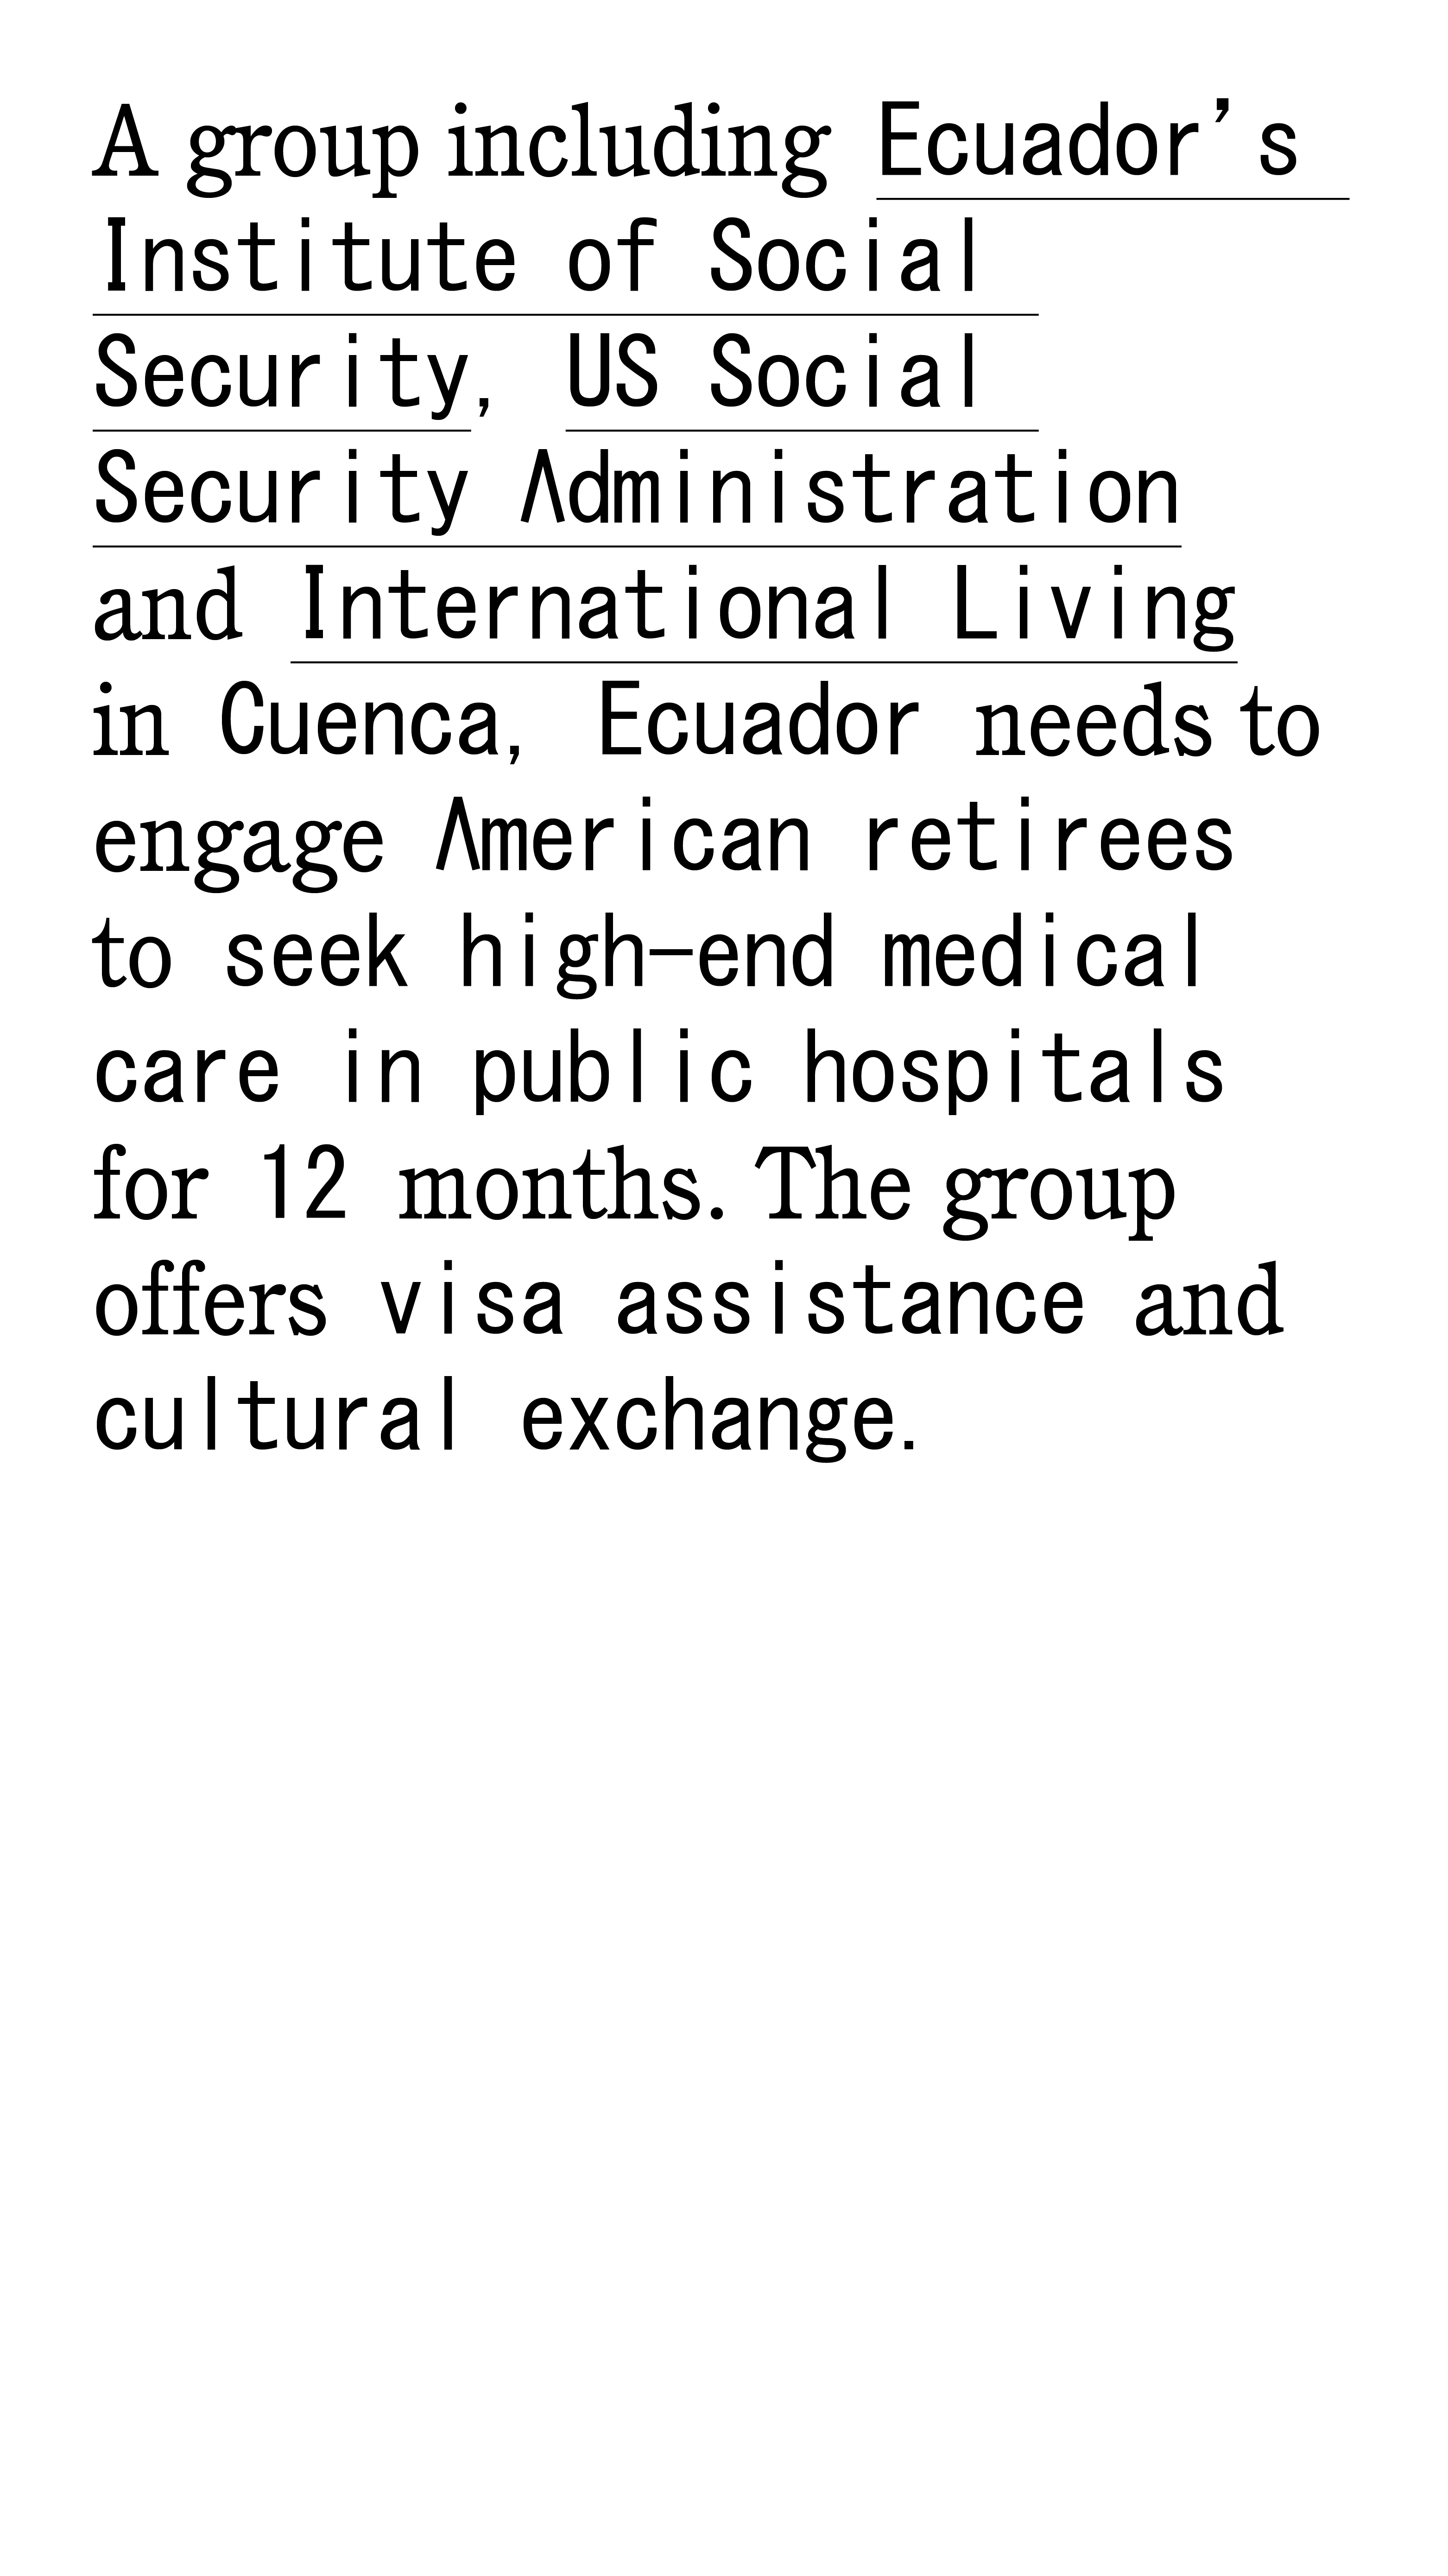 A group including Ecuador's
Institute of Social
Security, US Social
Security Administration
and International Living
in Cuenca, Ecuador needs to
engage American retirees
to seek high-end medical
care in public hospitals
for 12 months. The group
offers visa assistance and
cultural exchange.